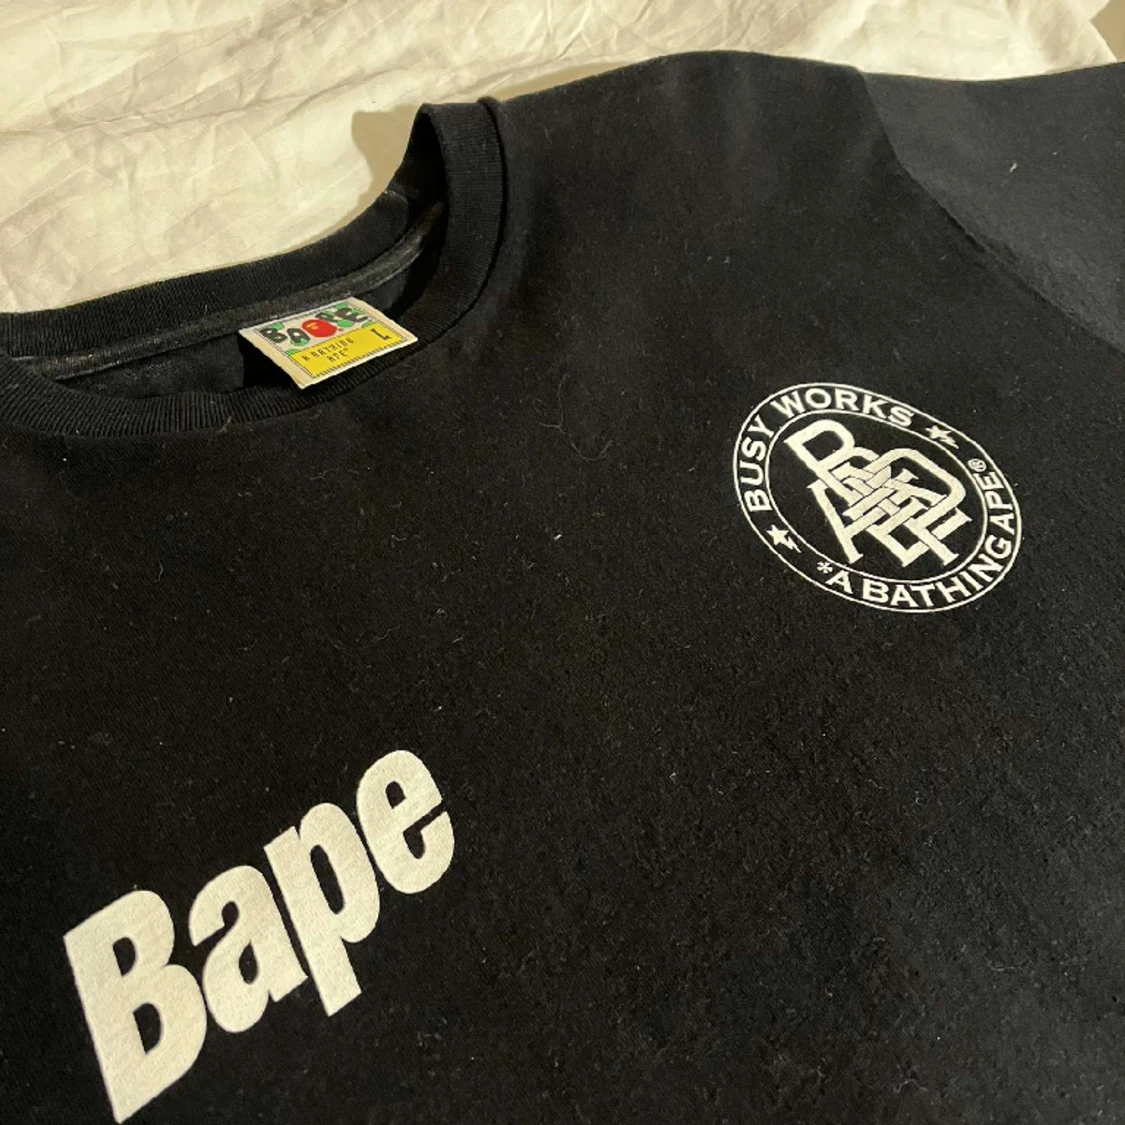 BAPE
A BATHING
APE®
L
BUSY WORKS
*A BATHING APE®
Bape